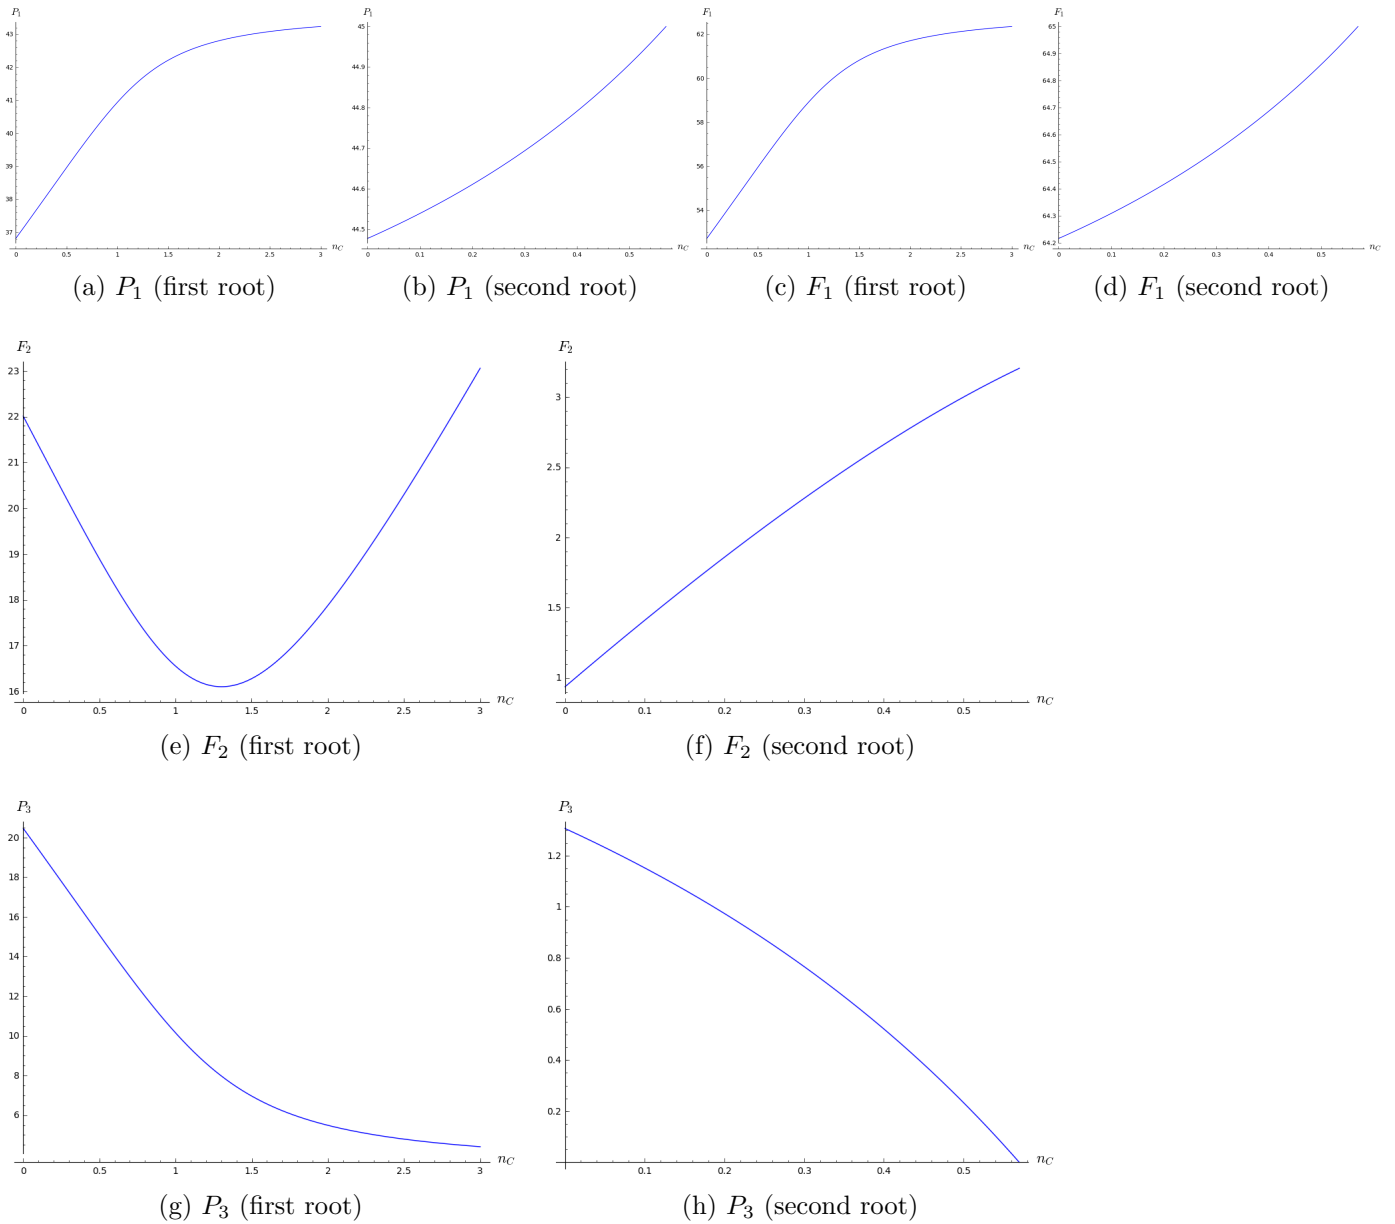 P1
43
42
41
40
39
38
37
0 0.5 1 1.5 2 2.5 3 nC
(a) P1 (first root)
P1
45
44.9
44.8
44.7
44.6
44.5
0 0.1 0.2 0.3 0.4 0.5 nC
(b) P1 (second root)
F1
62
60
58
56
54
0 0.5 1 1.5 2 2.5 3 nC
(c) F1 (first root)
F1
65
64.9
64.8
64.7
64.6
64.5
64.4
64.3
64.2
0 0.1 0.2 0.3 0.4 0.5 nC
(d) F1 (second root)
F2
23
22
21
20
19
18
17
16
0 0.5 1 1.5 2 2.5 3 nC
(e) F2 (first root)
F2
3
2.5
2
1.5
1
0 0.1 0.2 0.3 0.4 0.5 nC
(f) F2 (second root)
P3
20
18
16
14
12
10
8
6
0 0.5 1 1.5 2 2.5 3 nC
(g) P3 (first root)
P3
1.2
1
0.8
0.6
0.4
0.2
0.1 0.2 0.3 0.4 0.5 nC
(h) P3 (second root)